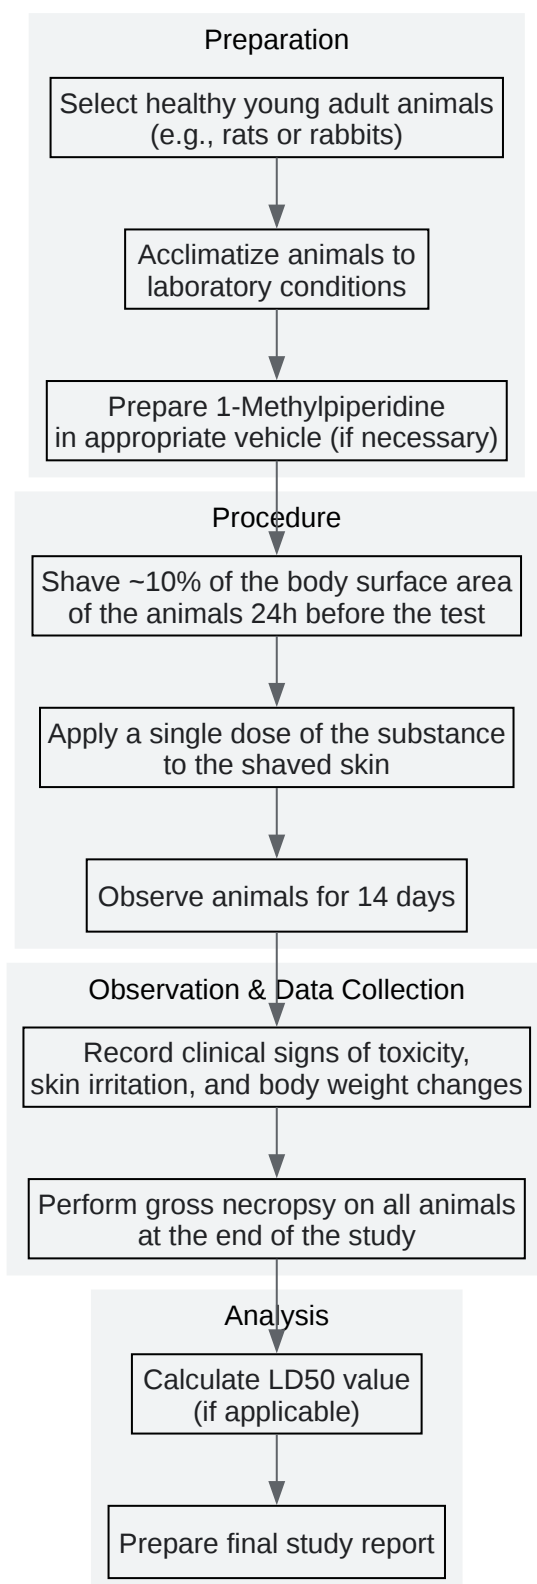 Preparation
Select healthy young adult animals
(e.g., rats or rabbits)
Acclimatize animals to
laboratory conditions
Prepare 1-Methylpiperidine
in appropriate vehicle (if necessary)
Procedure
Shave ~10% of the body surface area
of the animals 24h before the test
Apply a single dose of the substance
to the shaved skin
Observe animals for 14 days
Observation & Data Collection
Record clinical signs of toxicity,
skin irritation, and body weight changes
Perform gross necropsy on all animals
at the end of the study
Analysis
Calculate LD50 value
(if applicable)
Prepare final study report